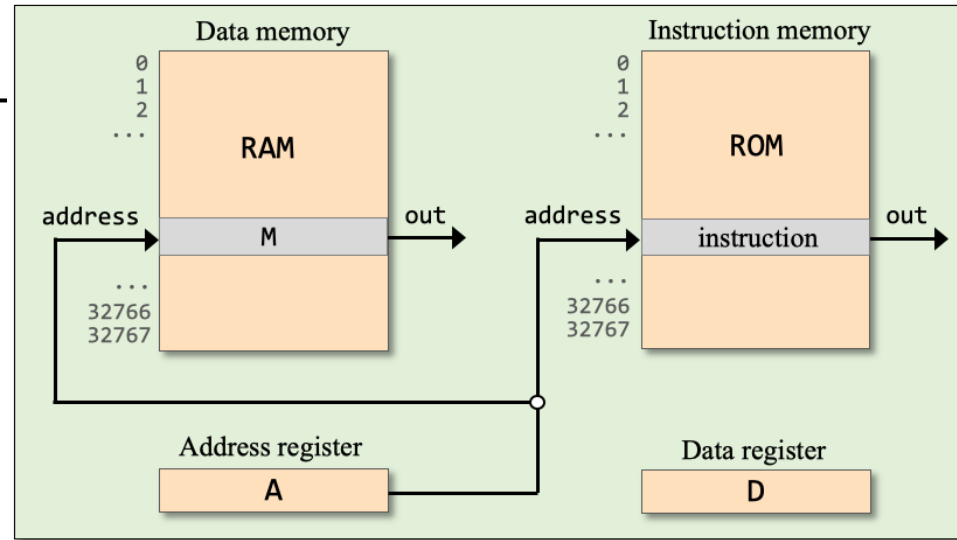 Data memory
0
1
2
...
RAM
address
M
out
...
32766
32767
Instruction memory
0
1
2
...
ROM
address
instruction
out
...
32766
32767
Address register
A
Data register
D